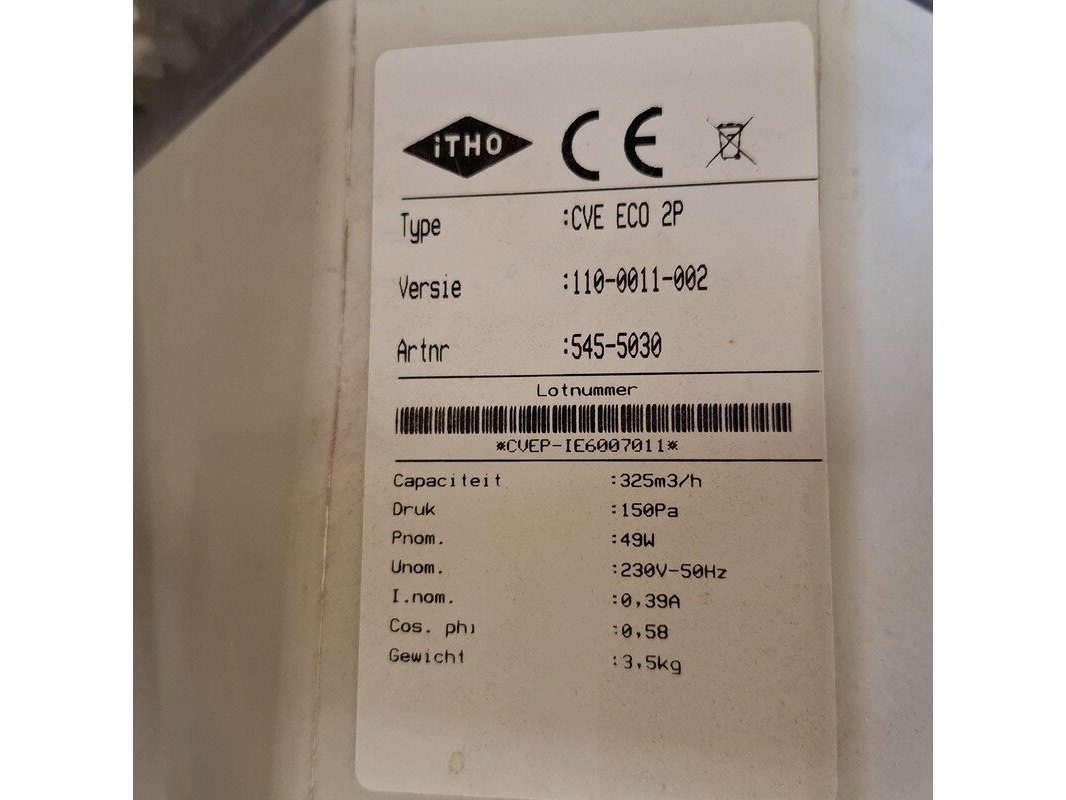 iTHO CE
Type :CVE ECO 2P
Versie :110-0011-002
Artnr :545-5030
Lotnummer
*CVEP-IE6007011*
Capaciteit :325m3/h
Druk :150Pa
Pnom. :49W
Unom. :230V-50Hz
I.nom. :0,39A
Cos. phi :0,58
Gewicht :3,5kg